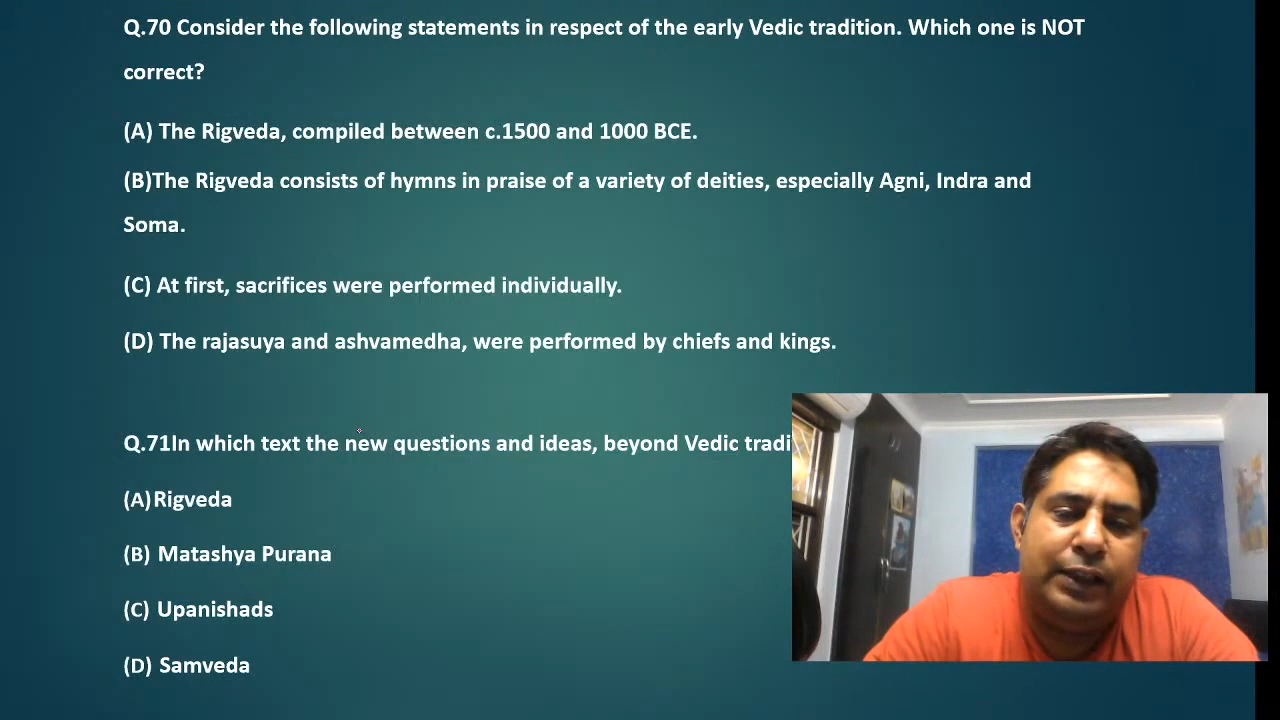 Q.70 Consider the following statements in respect of the early Vedic tradition. Which one is NOT
correct?
(A) The Rigveda, compiled between c.1500 and 1000 BCE.
(B)The Rigveda consists of hymns in praise of a variety of deities, especially Agni, Indra and
Soma.
(C) At first, sacrifices were performed individually.
(D) The rajasuya and ashvamedha, were performed by chiefs and kings.
Q.71In which text the new questions and ideas, beyond Vedic tradi
(A)Rigveda
(B) Matashya Purana
(C) Upanishads
(D) Samveda